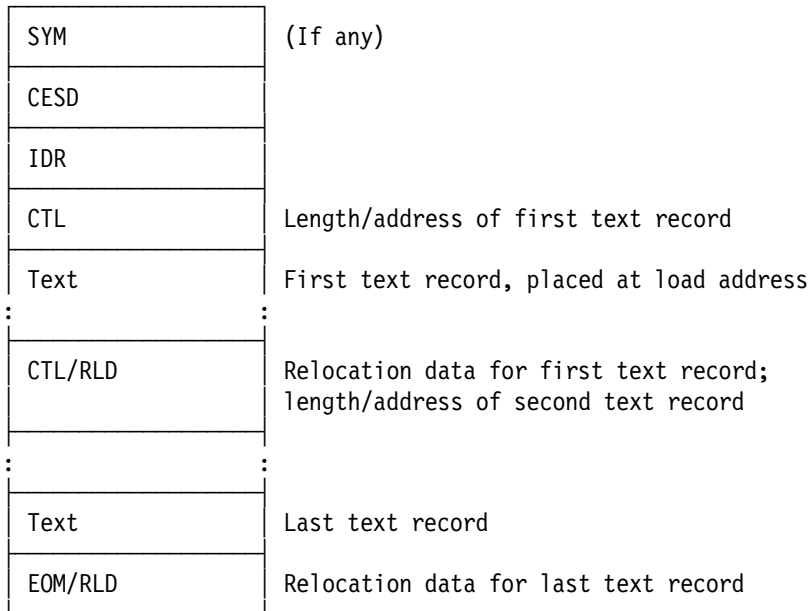 SYM (If any)
CESD
IDR
CTL Length/address of first text record
Text First text record, placed at load address
: :
CTL/RLD Relocation data for first text record;
length/address of second text record
: :
Text Last text record
EOM/RLD Relocation data for last text record